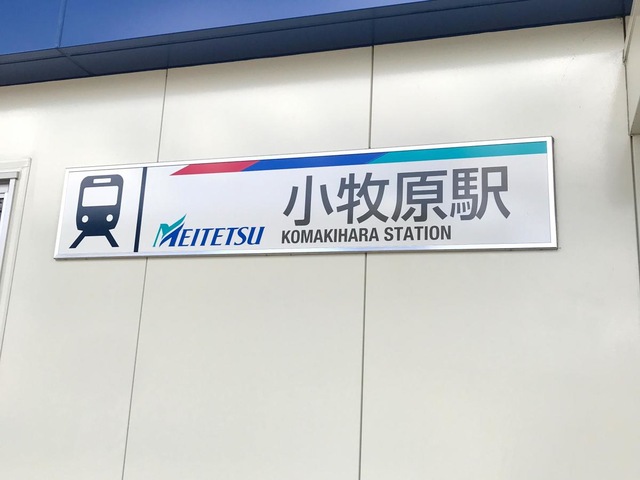 小牧原駅
MEITETSU
KOMAKIHARA STATION